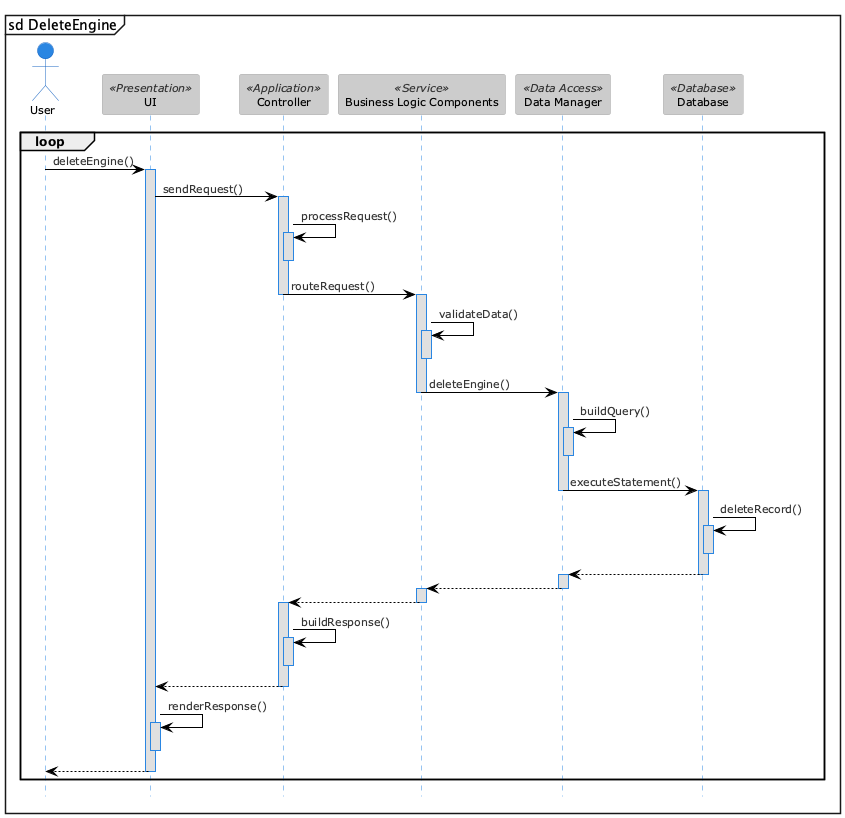 sd DeleteEngine
User
«Presentation»
UI
«Application»
Controller
«Service»
Business Logic Components
«Data Access»
Data Manager
«Database»
Database
loop
deleteEngine()
sendRequest()
processRequest()
routeRequest()
validateData()
deleteEngine()
buildQuery()
executeStatement()
deleteRecord()
buildResponse()
renderResponse()